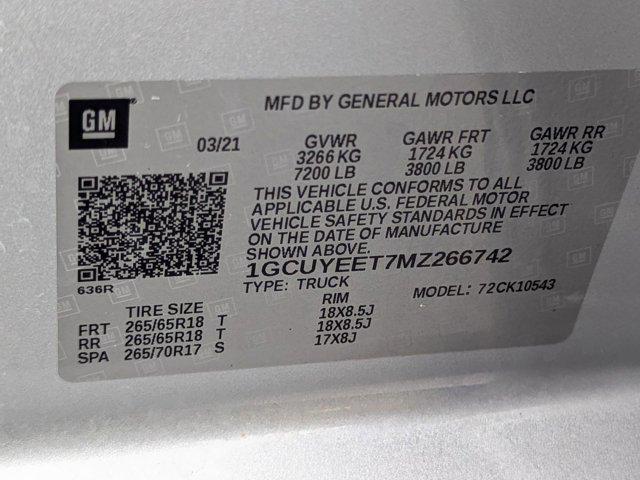 GM
MFD BY GENERAL MOTORS LLC
03/21 GVWR GAWR FRT GAWR RR
3266 KG 1724 KG 1724 KG
7200 LB 3800 LB 3800 LB
THIS VEHICLE CONFORMS TO ALL
APPLICABLE U.S. FEDERAL MOTOR
VEHICLE SAFETY STANDARDS IN EFFECT
ON THE DATE OF MANUFACTURE
SHOWN ABOVE.
1GCUYEET7MZ266742
TYPE: TRUCK MODEL: 72CK10543
636R
TIRE SIZE RIM
FRT 265/65R18 T 18X8.5J
RR 265/65R18 T 18X8.5J
SPA 265/70R17 S 17X8J